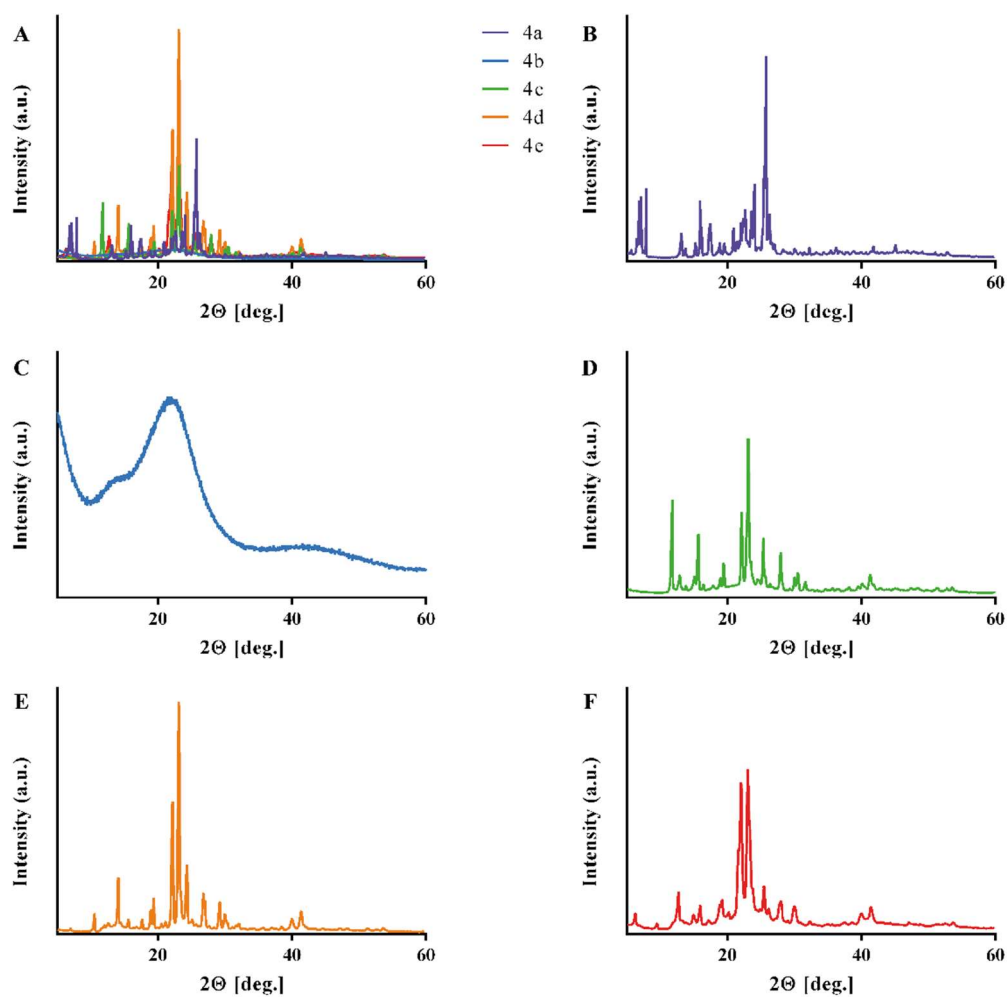 A
Intensity (a.u.)
20
40
60
2Θ [deg.]
4a
4b
4c
4d
4e
B
Intensity (a.u.)
20
40
60
2Θ [deg.]
C
Intensity (a.u.)
20
40
60
2Θ [deg.]
D
Intensity (a.u.)
20
40
60
2Θ [deg.]
E
Intensity (a.u.)
20
40
60
2Θ [deg.]
F
Intensity (a.u.)
20
40
60
2Θ [deg.]